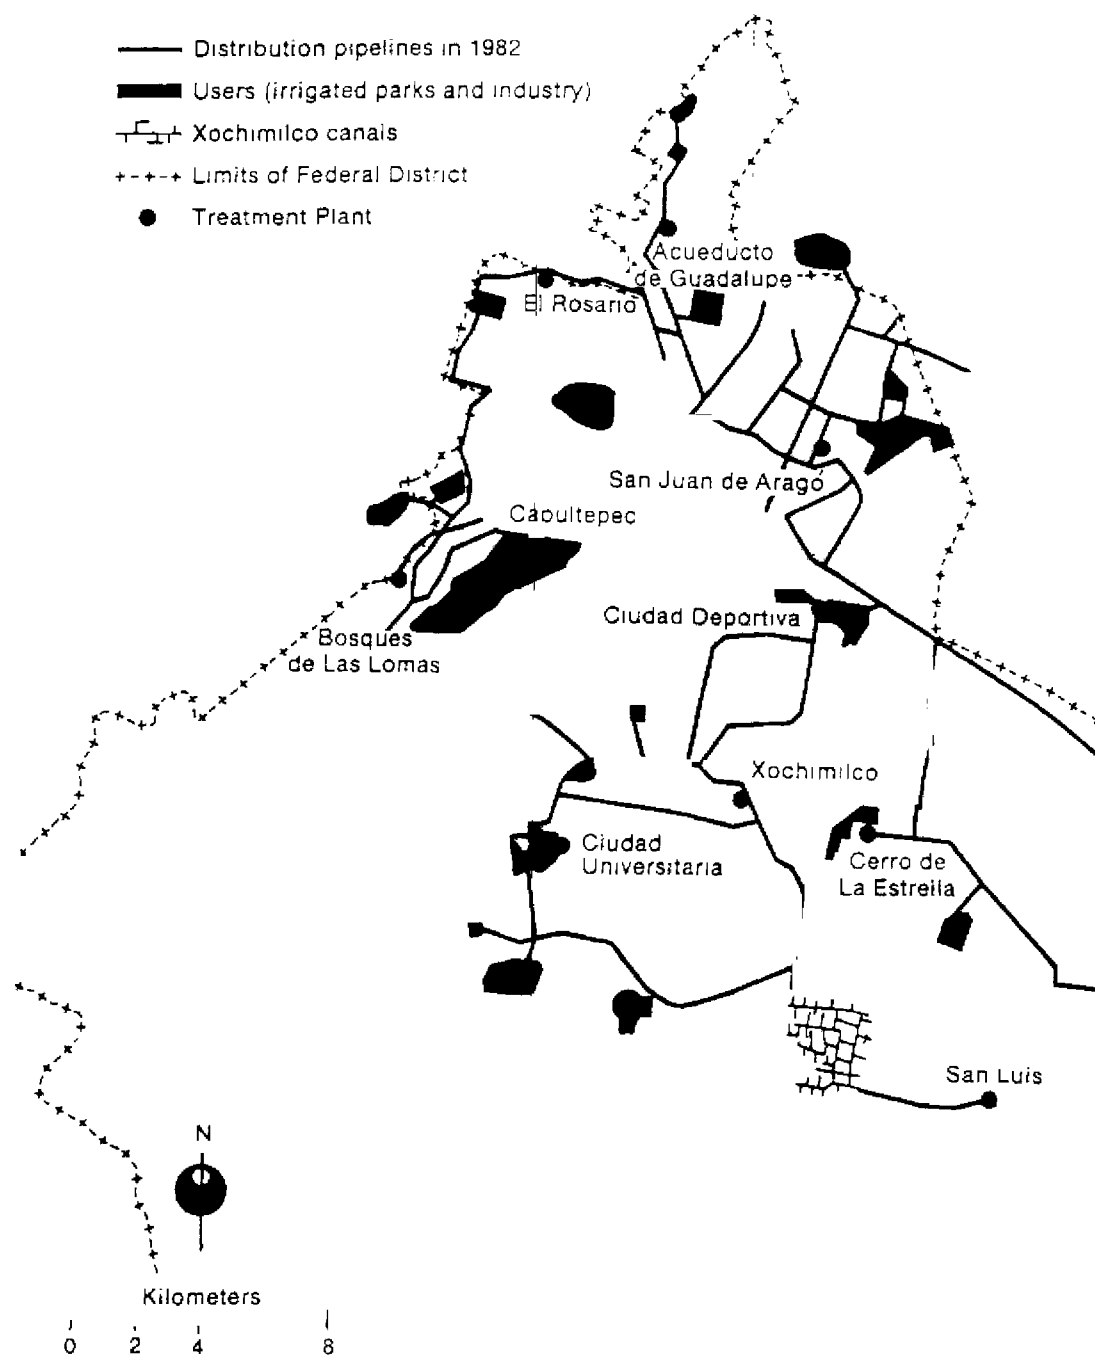 Distribution pipelines in 1982
Users (irrigated parks and industry)
Xochimilco canals
Limits of Federal District
Treatment Plant
Acueducto
de Guadalupe
El Rosario
San Juan de Arago
Capultepec
Ciudad Deportiva
Bosques
de Las Lomas
Xochimilco
Ciudad
Universitaria
Cerro de
La Estrella
San Luis
N
Kilometers
0 2 4 8